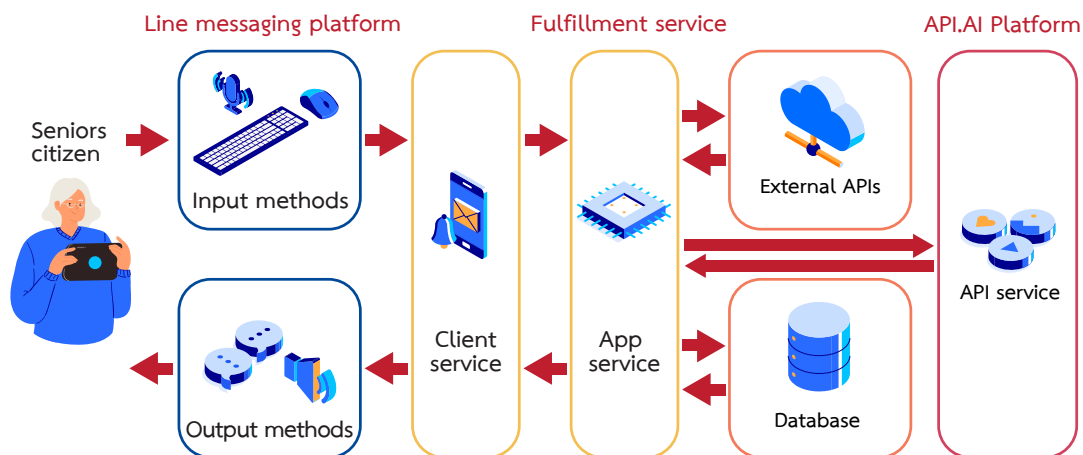 Line messaging platform
Fulfillment service
API.AI Platform
Seniors
citizen
Input methods
External APIs
API service
Client
service
App
service
Output methods
Database